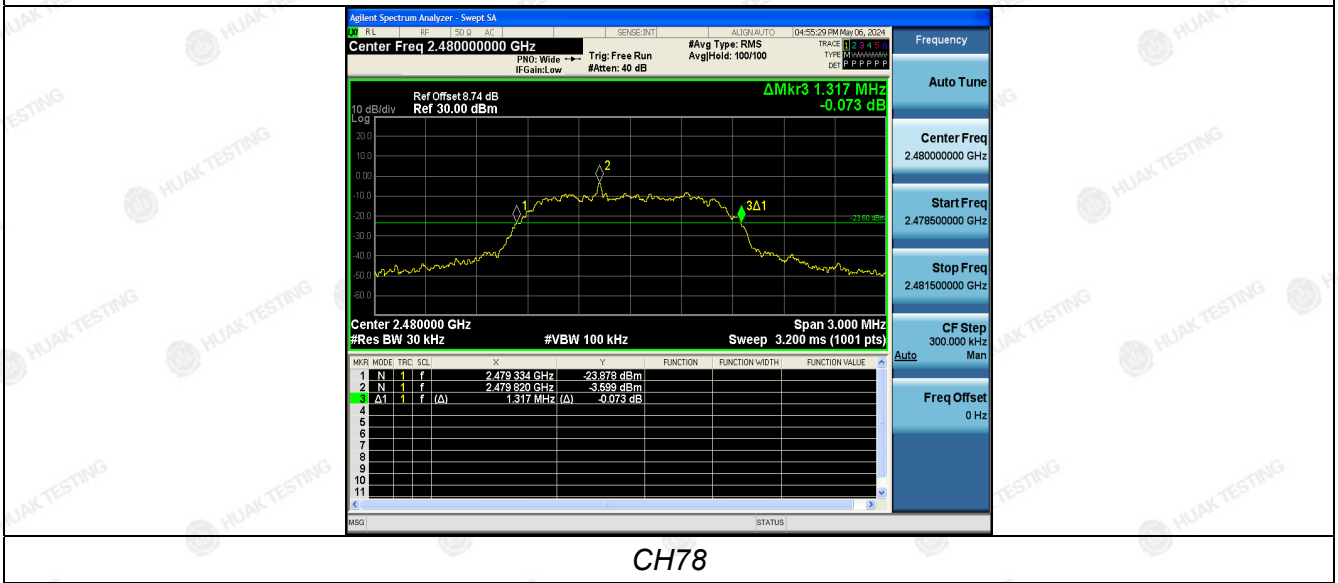 Agilent Spectrum Analyzer - Swept SA
RL RF 50 Ω AC SENSE:INT ALIGN AUTO 04:55:29 PM May 06, 2024
Center Freq 2.480000000 GHz
PNO: Wide
IFGain:Low
Trig: Free Run
#Atten: 40 dB
#Avg Type: RMS
Avg|Hold: 100/100
TRACE 1 2 3 4 5 6
TYPE M
DET P P P P P P
Frequency
Auto Tune
Center Freq
2.480000000 GHz
Start Freq
2.478500000 GHz
Stop Freq
2.481500000 GHz
CF Step
300.000 kHz
Auto Man
Freq Offset
0 Hz
ΔMkr3 1.317 MHz
-0.073 dB
Ref Offset 8.74 dB
10 dB/div Ref 30.00 dBm
Log
20.0
10.0
0.00
-10.0
-20.0
-30.0
-40.0
-50.0
-60.0
1
2
3Δ1
-23.60 dBm
Center 2.480000 GHz Span 3.000 MHz
#Res BW 30 kHz #VBW 100 kHz Sweep 3.200 ms (1001 pts)
MKR MODE TRC SCL X Y FUNCTION FUNCTION WIDTH FUNCTION VALUE
1 N 1 f 2.479 334 GHz -23.878 dBm
2 N 1 f 2.479 820 GHz -3.599 dBm
3 Δ1 1 f (Δ) 1.317 MHz (Δ) -0.073 dB
4
5
6
7
8
9
10
11
MSG STATUS
CH78
HUAK TESTING